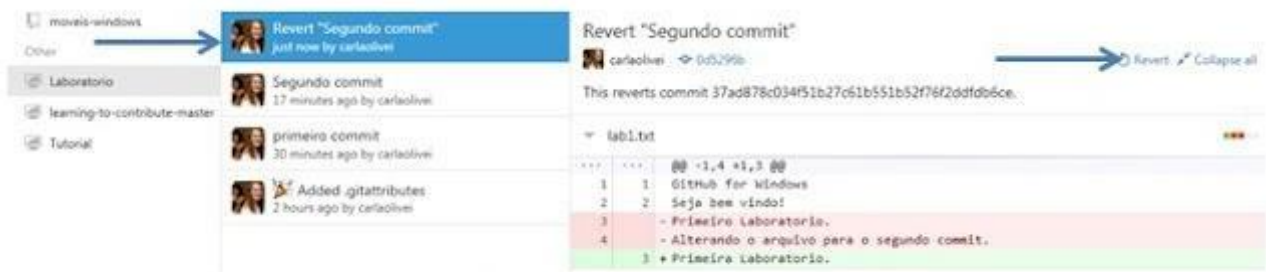 moveis-windows
Other
Laboratorio
learning-to-contribute-master
Tutorial
Revert "Segundo commit"
just now by carlaolivei
Segundo commit
17 minutes ago by carlaolivei
primeiro commit
30 minutes ago by carlaolivei
Added .gitattributes
2 hours ago by carlaolivei
Revert "Segundo commit"
carlaolivei 0d5296b
Revert Collapse all
This reverts commit 37ad878c034f51b27c61b551b52f76f2ddfdb6ce.
lab1.txt
... ... @@ -1,4 +1,3 @@
1 1 GitHub for Windows
2 2 Seja bem vindo!
3 - Primeiro Laboratorio.
4 - Alterando o arquivo para o segundo commit.
3 + Primeira Laboratorio.